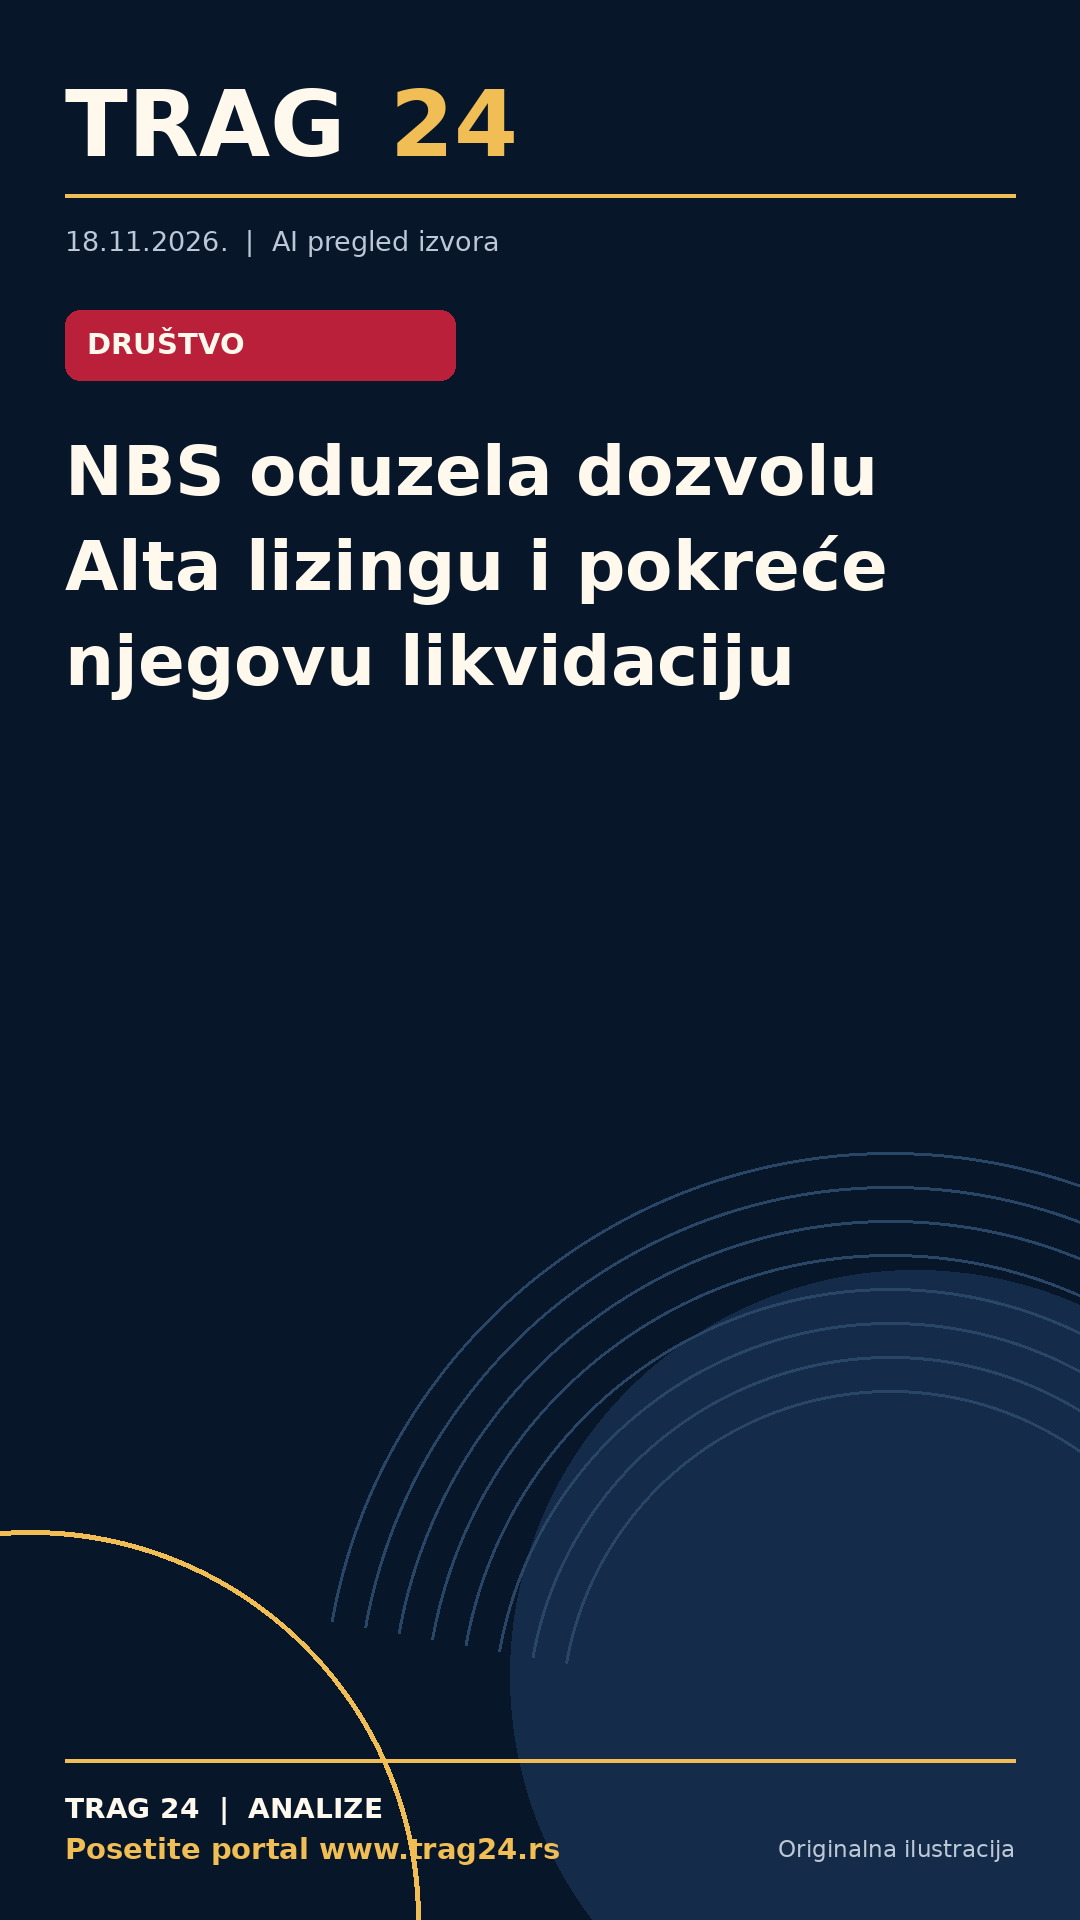 TRAG 24
18.11.2026. | AI pregled izvora
DRUŠTVO
NBS oduzela dozvolu
Alta lizingu i pokreće
njegovu likvidaciju
TRAG 24 | ANALIZE
Posetite portal www.trag24.rs
Originalna ilustracija